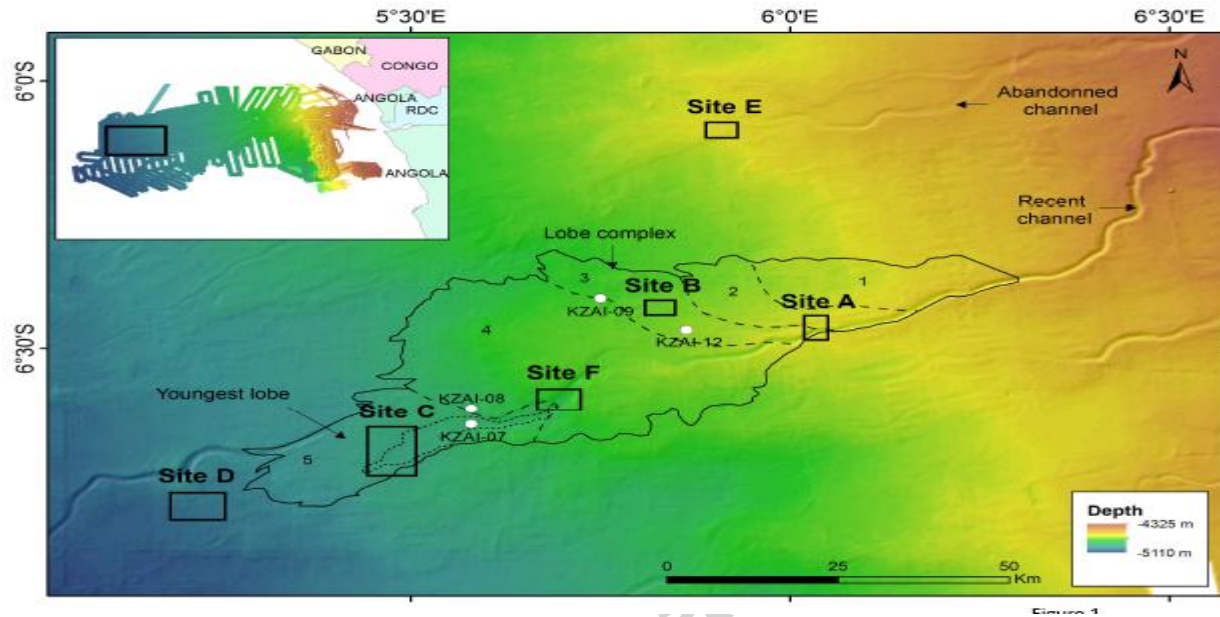 5°30'E
6°0'E
6°30'E
6°0'S
6°30'S
GABON
CONGO
ANGOLA
RDC
ANGOLA
N
Abandonned
channel
Site E
Recent
channel
Lobe complex
3
Site B
2
1
Site A
KZAI-09
4
KZAI-12
Site F
Youngest lobe
KZAI-08
Site C
KZAI-07
5
Site D
Depth
-4325 m
-5110 m
0
25
50
Km
Figure 1